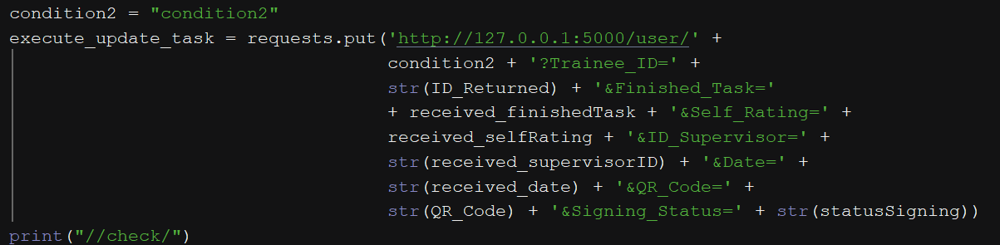 condition2 = "condition2"
execute_update_task = requests.put('http://127.0.0.1:5000/user/' +
condition2 + '?Trainee_ID=' +
str(ID_Returned) + '&Finished_Task='
+ received_finishedTask + '&Self_Rating=' +
received_selfRating + '&ID_Supervisor=' +
str(received_supervisorID) + '&Date=' +
str(received_date) + '&QR_Code=' +
str(QR_Code) + '&Signing_Status=' + str(statusSigning))
print("//check/")